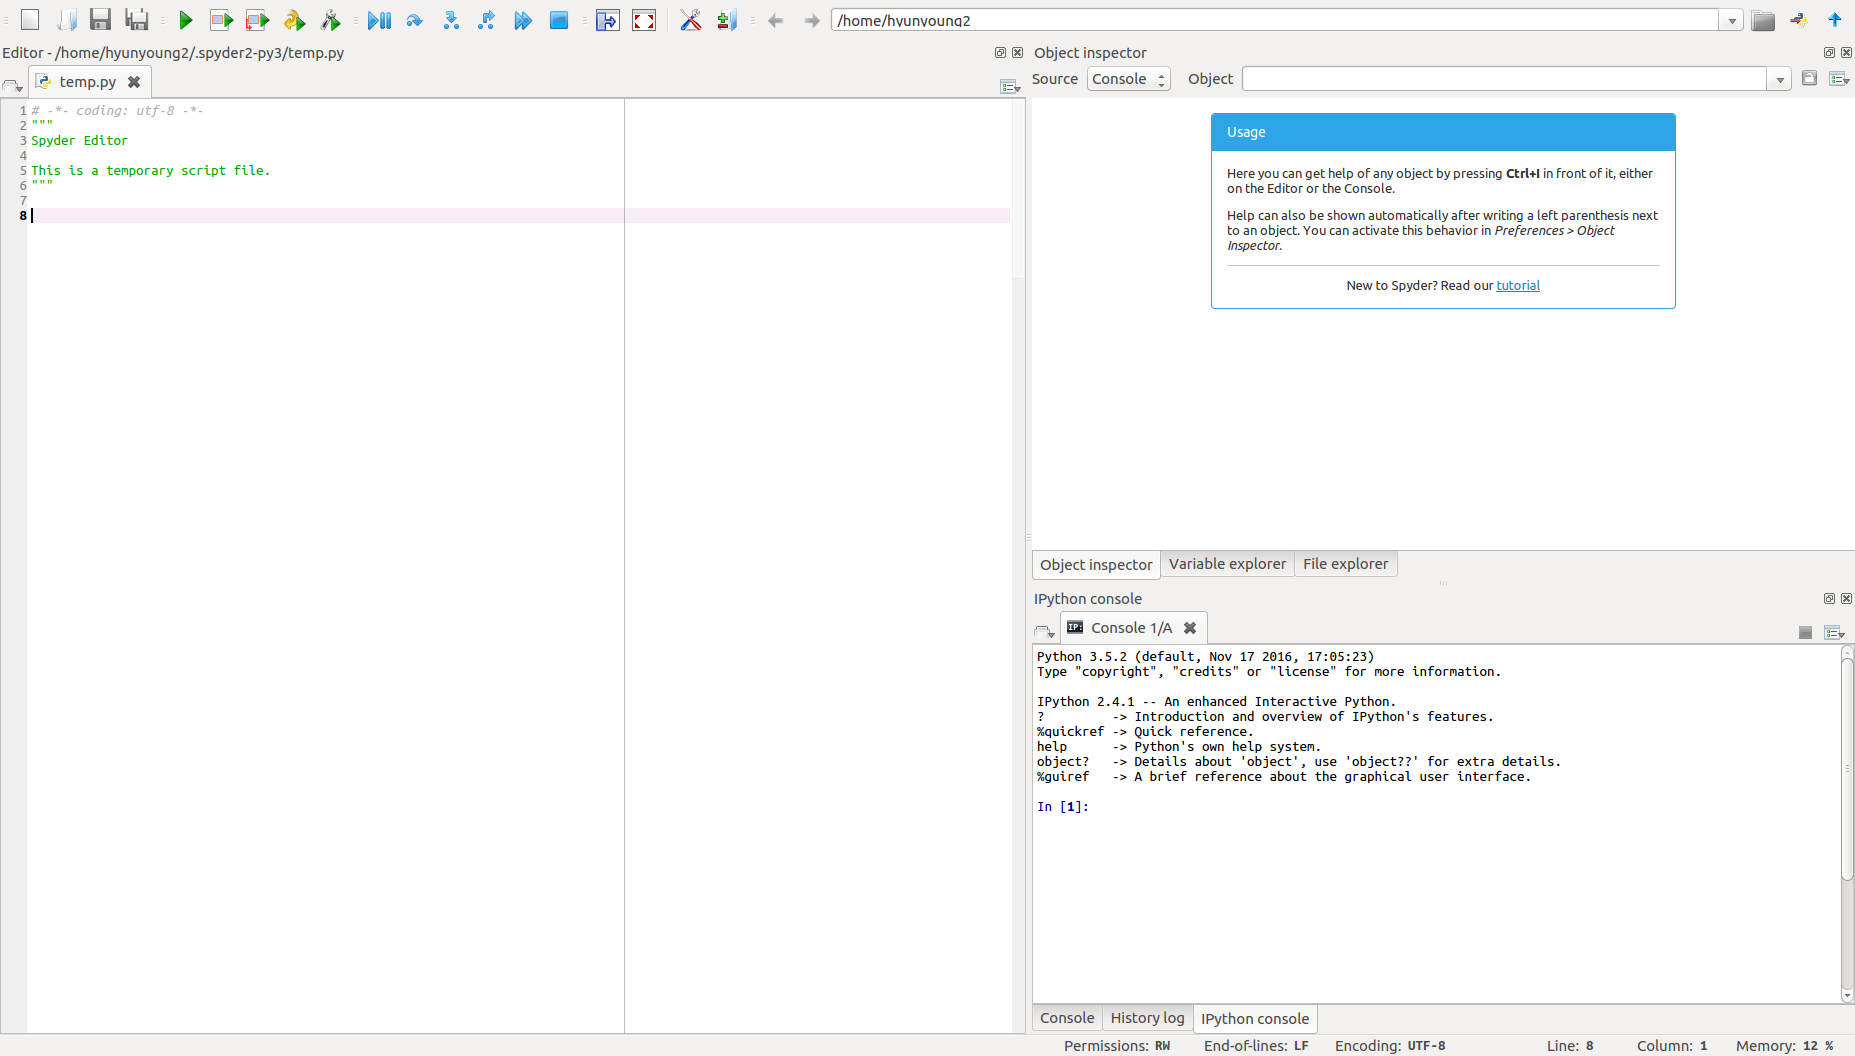 /home/hyunyoung2
Editor - /home/hyunyoung2/.spyder2-py3/temp.py
temp.py
1 # -*- coding: utf-8 -*-
2 """
3 Spyder Editor
4
5 This is a temporary script file.
6 """
7
8
Object inspector
Source Console Object
Usage
Here you can get help of any object by pressing Ctrl+I in front of it, either
on the Editor or the Console.
Help can also be shown automatically after writing a left parenthesis next
to an object. You can activate this behavior in Preferences > Object
Inspector.
New to Spyder? Read our tutorial
Object inspector Variable explorer File explorer
IPython console
IP: Console 1/A
Python 3.5.2 (default, Nov 17 2016, 17:05:23)
Type "copyright", "credits" or "license" for more information.
IPython 2.4.1 -- An enhanced Interactive Python.
? -> Introduction and overview of IPython's features.
%quickref -> Quick reference.
help -> Python's own help system.
object? -> Details about 'object', use 'object??' for extra details.
%guiref -> A brief reference about the graphical user interface.
In [1]:
Console History log IPython console
Permissions: RW End-of-lines: LF Encoding: UTF-8 Line: 8 Column: 1 Memory: 12 %